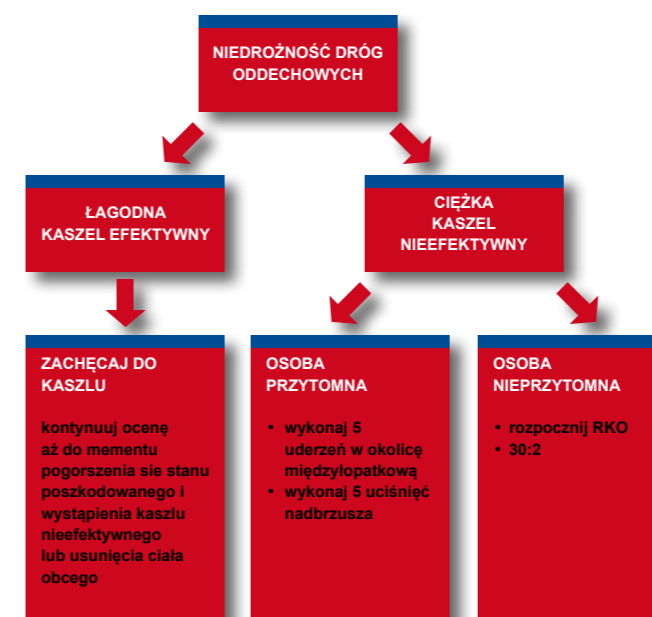 NIEDROŻNOŚĆ DRÓG
ODDECHOWYCH
ŁAGODNA
KASZEL EFEKTYWNY
CIĘŻKA
KASZEL
NIEEFEKTYWNY
ZACHĘCAJ DO
KASZLU
kontynuuj ocenę
aż do mementu
pogorszenia sie stanu
poszkodowanego i
wystąpienia kaszlu
nieefektywnego
lub usunięcia ciała
obcego
OSOBA
PRZYTOMNA
• wykonaj 5
uderzeń w okolicę
międzyłopatkową
• wykonaj 5 uciśnięć
nadbrzusza
OSOBA
NIEPRZYTOMNA
• rozpocznij RKO
• 30:2